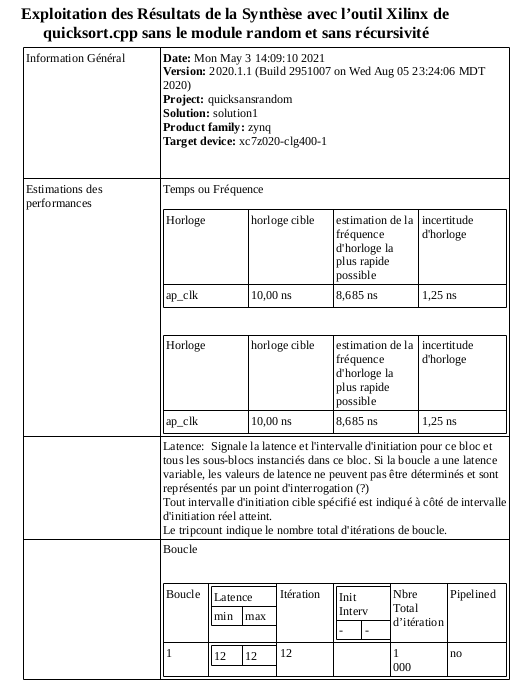 Exploitation des Résultats de la Synthèse avec l'outil Xilinx de
quicksort.cpp sans le module random et sans récursivité
Information Général
Date: Mon May 3 14:09:10 2021
Version: 2020.1.1 (Build 2951007 on Wed Aug 05 23:24:06 MDT
2020)
Project: quicksansrandom
Solution: solution1
Product family: zynq
Target device: xc7z020-clg400-1
Estimations des
performances
Temps ou Fréquence
Horloge
horloge cible
estimation de la
fréquence
d'horloge la
plus rapide
possible
incertitude
d'horloge
ap_clk
10,00 ns
8,685 ns
1,25 ns
Horloge
horloge cible
estimation de la
fréquence
d'horloge la
plus rapide
possible
incertitude
d'horloge
ap_clk
10,00 ns
8,685 ns
1,25 ns
Latence:  Signale la latence et l'intervalle d'initiation pour ce bloc et
tous les sous-blocs instanciés dans ce bloc. Si la boucle a une latence
variable, les valeurs de latence ne peuvent pas être déterminés et sont
représentés par un point d'interrogation (?)
Tout intervalle d'initiation cible spécifié est indiqué à côté de intervalle
d'initiation réel atteint.
Le tripcount indique le nombre total d'itérations de boucle.
Boucle
Boucle
Latence
min
max
Itération
Init
Interv
-
-
Nbre
Total
d'itération
Pipelined
1
12
12
12
1
000
no